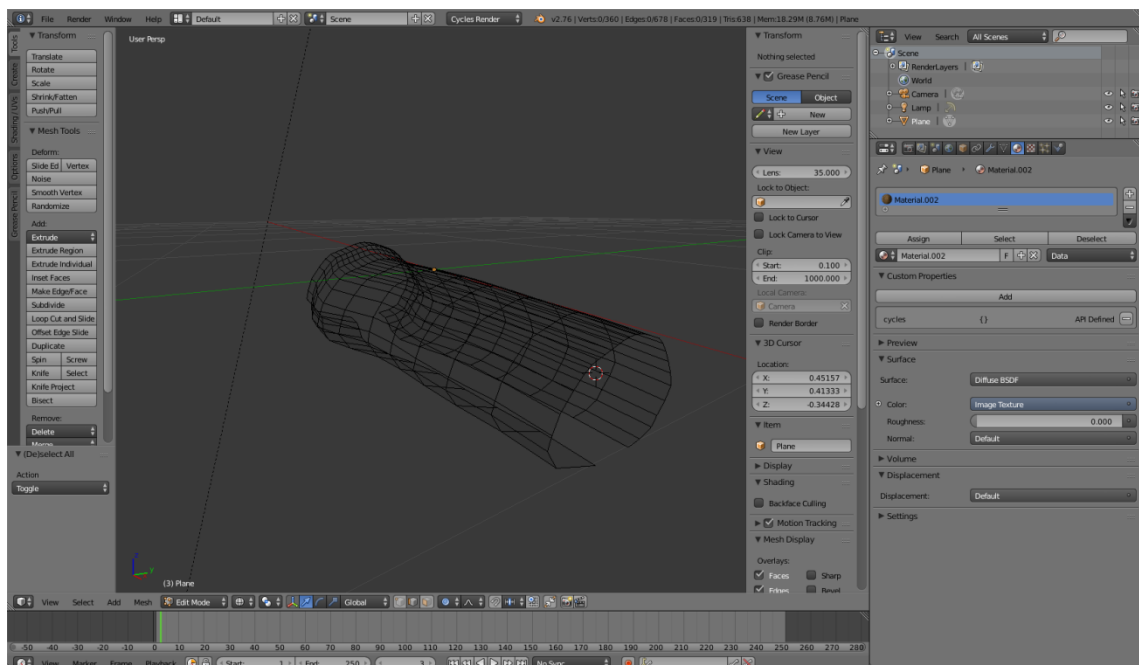 File Render Window Help Default Scene Cycles Render v2.76 | Verts:0/360 | Edges:0/678 | Faces:0/319 | Tris:638 | Mem:18.29M (8.76M) | Plane
Tools
Create
Shading / UVs
Options
Grease Pencil
Transform
Translate
Rotate
Scale
Shrink/Fatten
Push/Pull
Mesh Tools
Deform:
Slide Ed Vertex
Noise
Smooth Vertex
Randomize
Add:
Extrude
Extrude Region
Extrude Individual
Inset Faces
Make Edge/Face
Subdivide
Loop Cut and Slide
Offset Edge Slide
Duplicate
Spin Screw
Knife Select
Knife Project
Bisect
Remove:
Delete
Merge
(De)select All
Action
Toggle
User Persp
z
y
(3) Plane
Transform
Nothing selected
Grease Pencil
Scene Object
New
New Layer
View
Lens: 35.000
Lock to Object:
Lock to Cursor
Lock Camera to View
Clip:
Start: 0.100
End: 1000.000
Local Camera:
Camera
Render Border
3D Cursor
Location:
X: 0.45157
Y: 0.41333
Z: -0.34428
Item
Plane
Display
Shading
Backface Culling
Motion Tracking
Mesh Display
Overlays:
Faces Sharp
Edges Bevel
View Search All Scenes
Scene
RenderLayers |
World
Camera |
Lamp |
Plane |
Plane Material.002
Material.002
Assign Select Deselect
Material.002 F Data
Custom Properties
Add
cycles {} API Defined
Preview
Surface
Surface: Diffuse BSDF
Color: Image Texture
Roughness: 0.000
Normal: Default
Volume
Displacement
Displacement: Default
Settings
View Select Add Mesh Edit Mode Global
-50 -40 -30 -20 -10 0 10 20 30 40 50 60 70 80 90 100 110 120 130 140 150 160 170 180 190 200 210 220 230 240 250 260 270 280
View Marker Frame Playback Start: 1 End: 250 3 No Sync